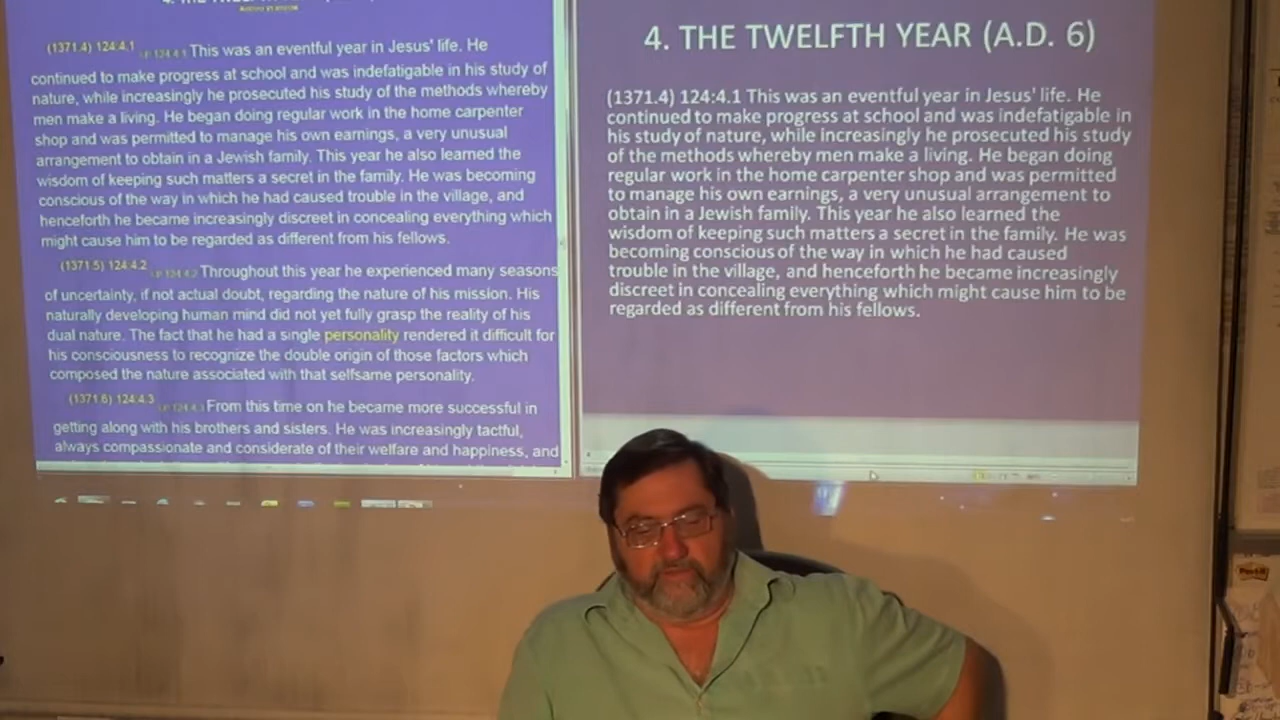 (1371.4) 124:4.1 This was an eventful year in Jesus' life. He
continued to make progress at school and was indefatigable in his study of
nature, while increasingly he prosecuted his study of the methods whereby
men make a living. He began doing regular work in the home carpenter
shop and was permitted to manage his own earnings, a very unusual
arrangement to obtain in a Jewish family. This year he also learned the
wisdom of keeping such matters a secret in the family. He was becoming
conscious of the way in which he had caused trouble in the village, and
henceforth he became increasingly discreet in concealing everything which
might cause him to be regarded as different from his fellows.
(1371.5) 124:4.2 Throughout this year he experienced many seasons
of uncertainty, if not actual doubt, regarding the nature of his mission. His
naturally developing human mind did not yet fully grasp the reality of his
dual nature. The fact that he had a single personality rendered it difficult for
his consciousness to recognize the double origin of those factors which
composed the nature associated with that selfsame personality.
(1371.6) 124:4.3 From this time on he became more successful in
getting along with his brothers and sisters. He was increasingly tactful,
always compassionate and considerate of their welfare and happiness, and
4. THE TWELFTH YEAR (A.D. 6)
(1371.4) 124:4.1 This was an eventful year in Jesus' life. He
continued to make progress at school and was indefatigable in
his study of nature, while increasingly he prosecuted his study
of the methods whereby men make a living. He began doing
regular work in the home carpenter shop and was permitted
to manage his own earnings, a very unusual arrangement to
obtain in a Jewish family. This year he also learned the
wisdom of keeping such matters a secret in the family. He was
becoming conscious of the way in which he had caused
trouble in the village, and henceforth he became increasingly
discreet in concealing everything which might cause him to be
regarded as different from his fellows.
Post-it